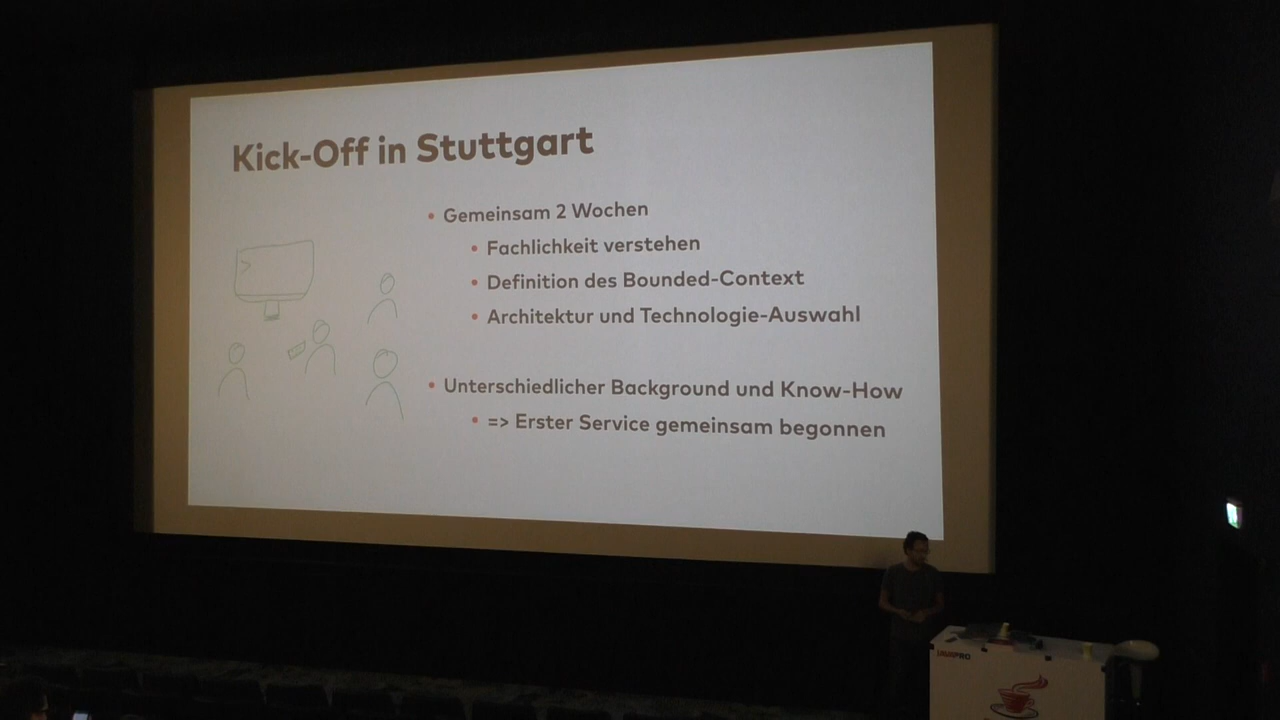 Kick-Off in Stuttgart
• Gemeinsam 2 Wochen
• Fachlichkeit verstehen
• Definition des Bounded-Context
• Architektur und Technologie-Auswahl
• Unterschiedlicher Background und Know-How
• => Erster Service gemeinsam begonnen
JAVAPRO